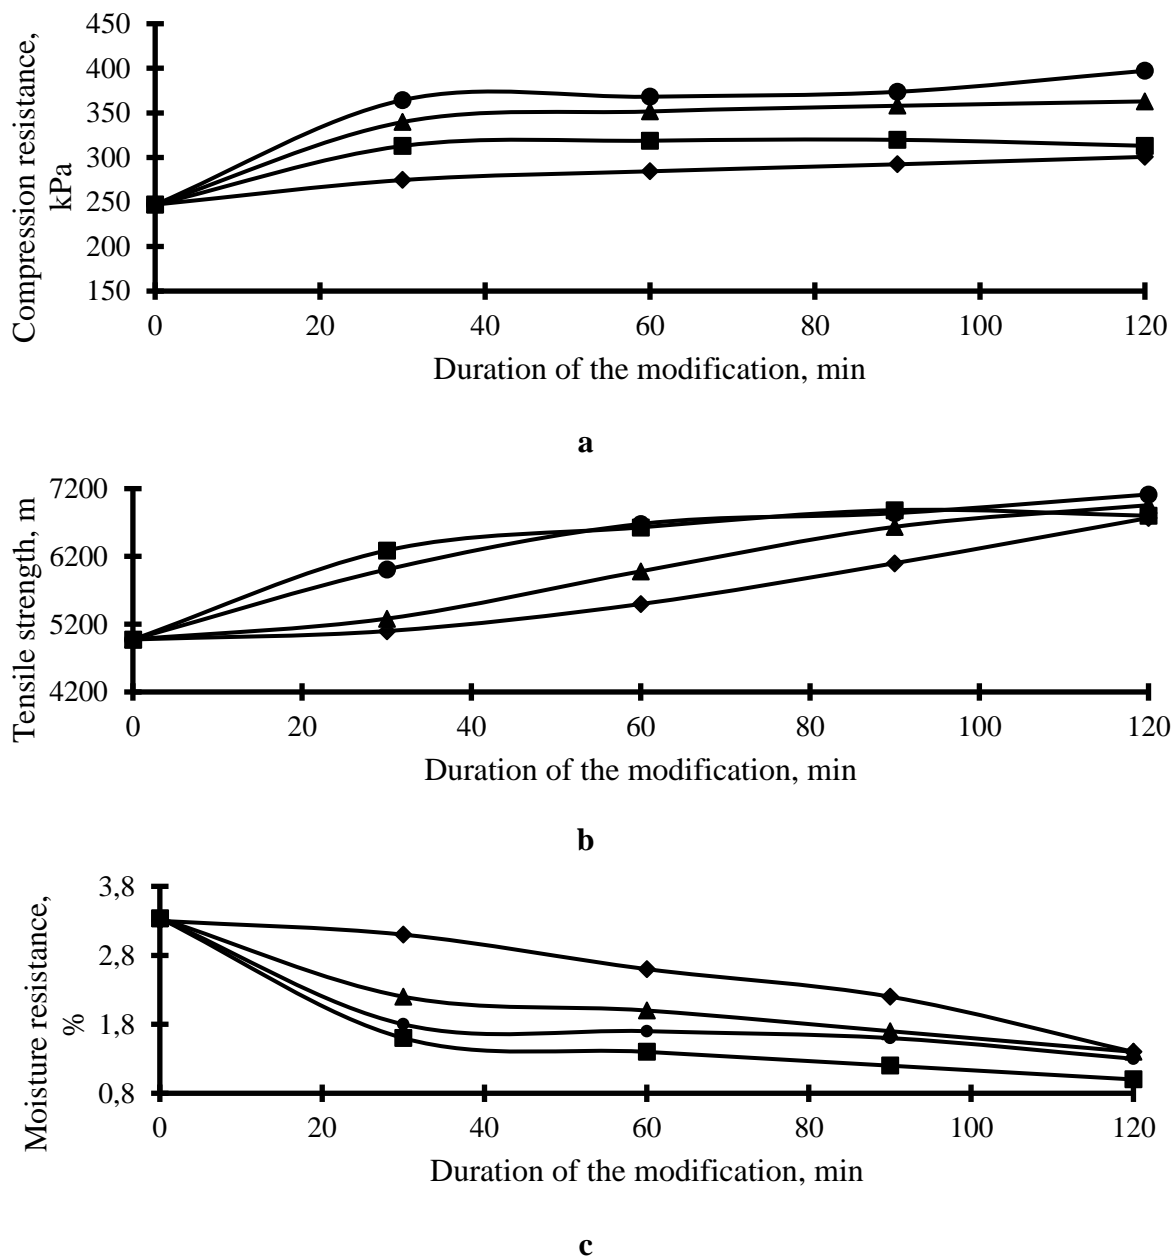 Compression resistance,
kPa
450
400
350
300
250
200
150
0 20 40 60 80 100 120
Duration of the modification, min
a
Tensile strength, m
7200
6200
5200
4200
0 20 40 60 80 100 120
Duration of the modification, min
b
Moisture resistance,
%
3,8
2,8
1,8
0,8
0 20 40 60 80 100 120
Duration of the modification, min
c